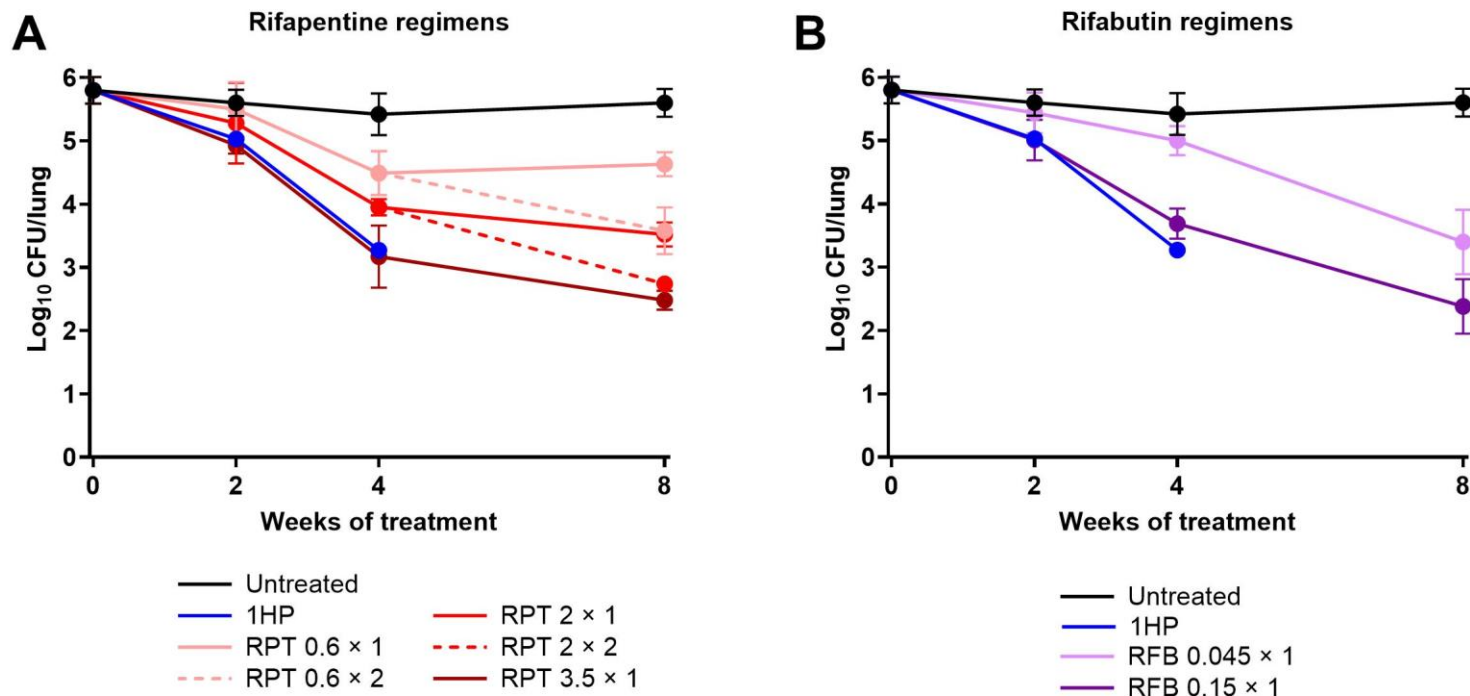 A
Rifapentine regimens
Log10 CFU/lung
6
5
4
3
2
1
0
0 2 4 8
Weeks of treatment
Untreated
1HP
RPT 0.6 × 1
RPT 0.6 × 2
RPT 2 × 1
RPT 2 × 2
RPT 3.5 × 1
B
Rifabutin regimens
Log10 CFU/lung
6
5
4
3
2
1
0
0 2 4 8
Weeks of treatment
Untreated
1HP
RFB 0.045 × 1
RFB 0.15 × 1